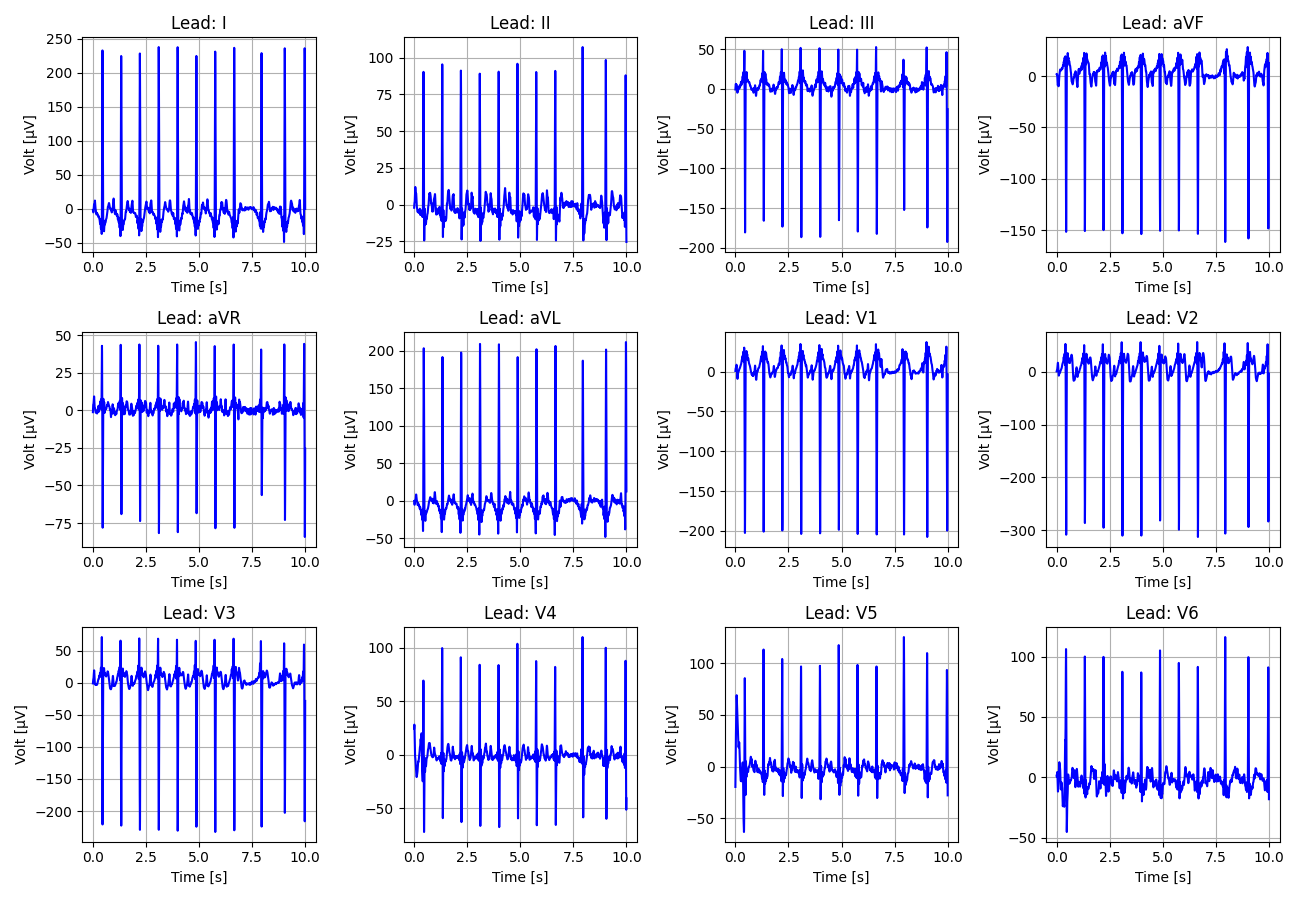 Lead: I Lead: II Lead: III Lead: aVF
Volt [µV] 250 200 150 100 50 0 −50
Volt [µV] 100 75 50 25 0 −25
Volt [µV] 50 0 −50 −100 −150 −200
Volt [µV] 0 −50 −100 −150
0.0 2.5 5.0 7.5 10.0 0.0 2.5 5.0 7.5 10.0 0.0 2.5 5.0 7.5 10.0 0.0 2.5 5.0 7.5 10.0
Time [s] Time [s] Time [s] Time [s]
Lead: aVR Lead: aVL Lead: V1 Lead: V2
Volt [µV] 50 25 0 −25 −50 −75
Volt [µV] 200 150 100 50 0 −50
Volt [µV] 0 −50 −100 −150 −200
Volt [µV] 0 −100 −200 −300
0.0 2.5 5.0 7.5 10.0 0.0 2.5 5.0 7.5 10.0 0.0 2.5 5.0 7.5 10.0 0.0 2.5 5.0 7.5 10.0
Time [s] Time [s] Time [s] Time [s]
Lead: V3 Lead: V4 Lead: V5 Lead: V6
Volt [µV] 50 0 −50 −100 −150 −200
Volt [µV] 100 50 0 −50
Volt [µV] 100 50 0 −50
Volt [µV] 100 50 0 −50
0.0 2.5 5.0 7.5 10.0 0.0 2.5 5.0 7.5 10.0 0.0 2.5 5.0 7.5 10.0 0.0 2.5 5.0 7.5 10.0
Time [s] Time [s] Time [s] Time [s]